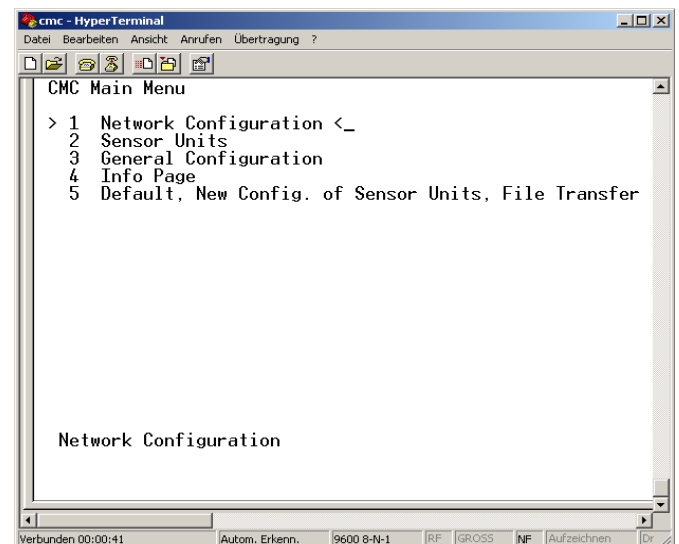 cmc - HyperTerminal
Datei Bearbeiten Ansicht Anrufen Übertragung ?
CMC Main Menu
> 1 Network Configuration <_
2 Sensor Units
3 General Configuration
4 Info Page
5 Default, New Config. of Sensor Units, File Transfer
Network Configuration
Verbunden 00:00:41 Autom. Erkenn. 9600 8-N-1 RF GROSS NF Aufzeichnen Dr